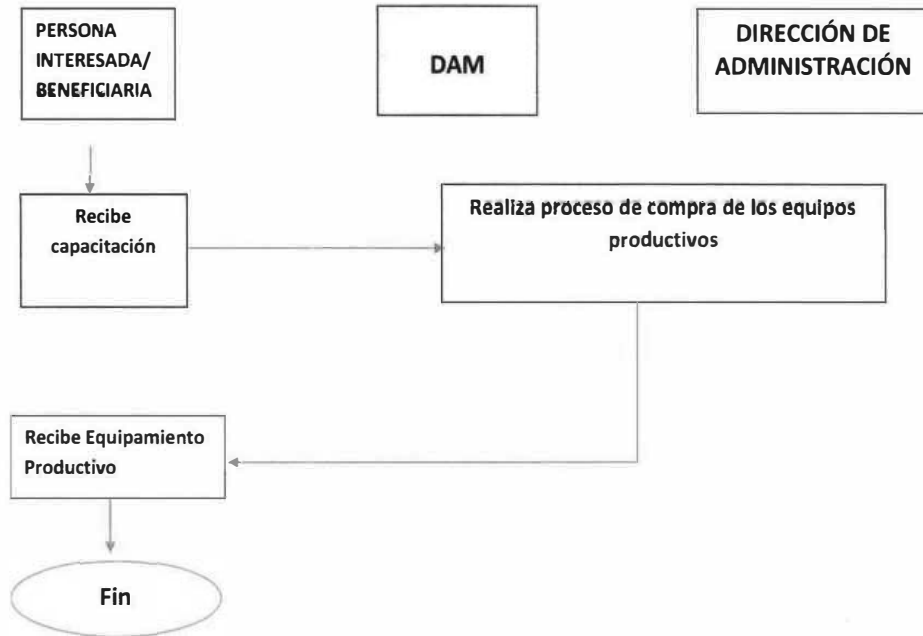 PERSONA
INTERESADA/
BENEFICIARIA
DAM
DIRECCIÓN DE
ADMINISTRACIÓN
Recibe
capacitación
Realiza proceso de compra de los equipos
productivos
Recibe Equipamiento
Productivo
Fin